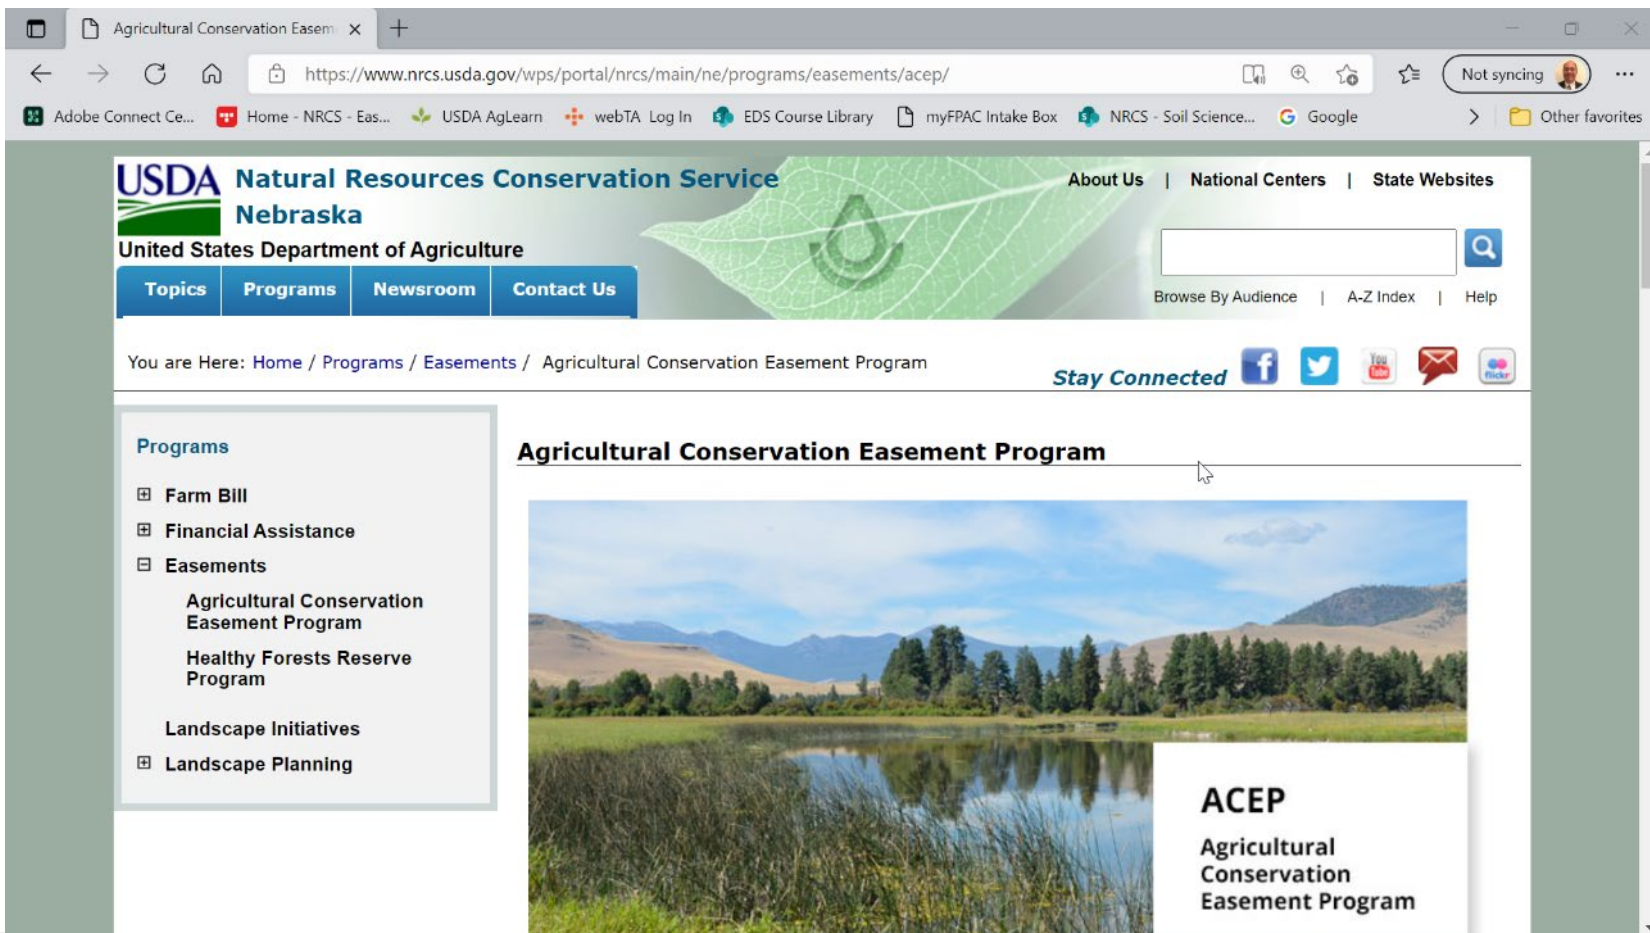 Agricultural Conservation Easem
https://www.nrcs.usda.gov/wps/portal/nrcs/main/ne/programs/easements/acep/
Not syncing
Adobe Connect Ce...
Home - NRCS - Eas...
USDA AgLearn
webTA Log In
EDS Course Library
myFPAC Intake Box
NRCS - Soil Science...
Google
Other favorites
USDA
Natural Resources Conservation Service
Nebraska
United States Department of Agriculture
About Us | National Centers | State Websites
Topics
Programs
Newsroom
Contact Us
Browse By Audience | A-Z Index | Help
You are Here: Home / Programs / Easements / Agricultural Conservation Easement Program
Stay Connected
f
You
Tube
flickr
Programs
Farm Bill
Financial Assistance
Easements
Agricultural Conservation
Easement Program
Healthy Forests Reserve
Program
Landscape Initiatives
Landscape Planning
Agricultural Conservation Easement Program
ACEP
Agricultural
Conservation
Easement Program